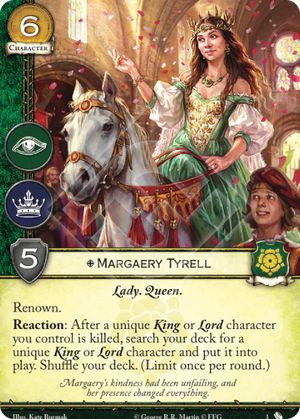 6
Character
5
Margaery Tyrell
Lady. Queen.
Renown.
Reaction: After a unique King or Lord character
you control is killed, search your deck for a
unique King or Lord character and put it into
play. Shuffle your deck. (Limit once per round.)
Margaery's kindness had been unfailing, and
her presence changed everything.
Illus. Kate Burmak © George R.R. Martin © FFG 3